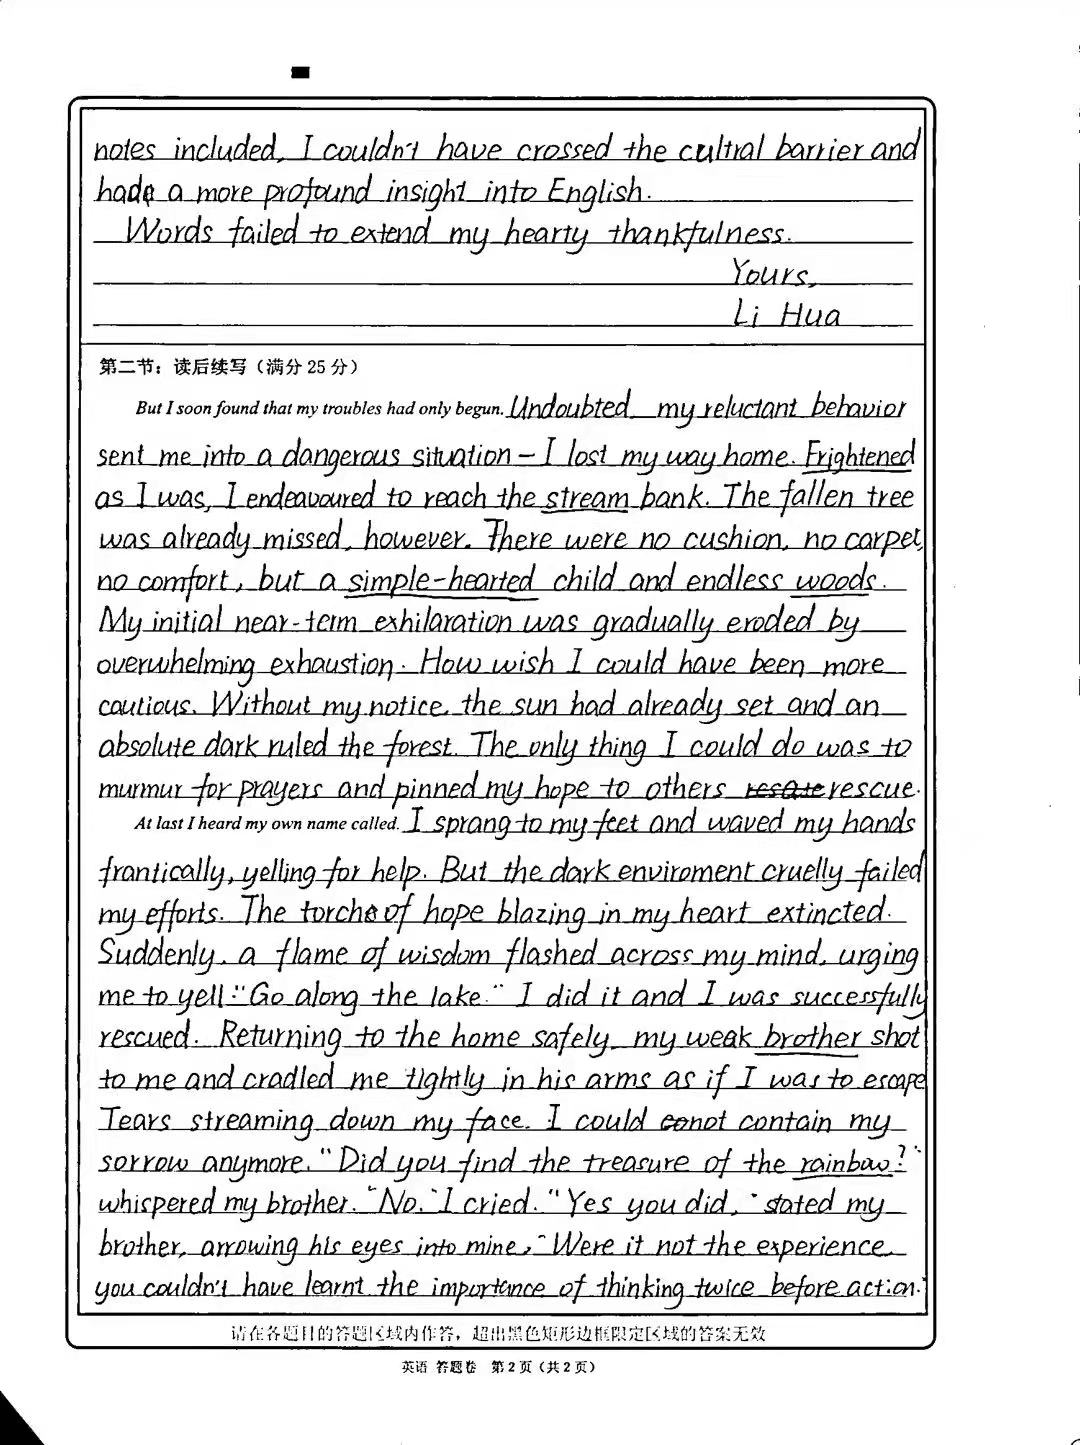 notes included, I couldn't have crossed the cultral barrier and
hade a more profound insight into English.
Words failed to extend my hearty thankfulness.
Yours,
Li Hua
第二节：读后续写（满分25分）
But I soon found that my troubles had only begun. Undoubted, my reluctant behavior
sent me into a dangerous situation – I lost my way home. Frightened
as I was, I endeavoured to reach the stream bank. The fallen tree
was already missed, however. There were no cushion, no carpet,
no comfort, but a simple-hearted child and endless woods.
My initial near-term exhilaration was gradually eroded by
overwhelming exhaustion. How wish I could have been more
cautious. Without my notice, the sun had already set and an
absolute dark ruled the forest. The only thing I could do was to
murmur for prayers and pinned my hope to others rescue.
At last I heard my own name called. I sprang to my feet and waved my hands
frantically, yelling for help. But the dark enviroment cruelly failed
my efforts. The torche of hope blazing in my heart extincted.
Suddenly, a flame of wisdom flashed across my mind, urging
me to yell: "Go along the lake." I did it and I was successfully
rescued. Returning to the home safely, my weak brother shot
to me and cradled me tightly in his arms as if I was to escape
Tears streaming down my face, I could not contain my
sorrow anymore. "Did you find the treasure of the rainbow?"
whispered my brother. "No," I cried. "Yes you did," stated my
brother, arrowing his eyes into mine, "Were it not the experience,
you couldn't have learnt the importance of thinking twice before action."
请在各题目的答题区域内作答，超出黑色矩形边框限定区域的答案无效
英语 答题卷 第2页（共2页）